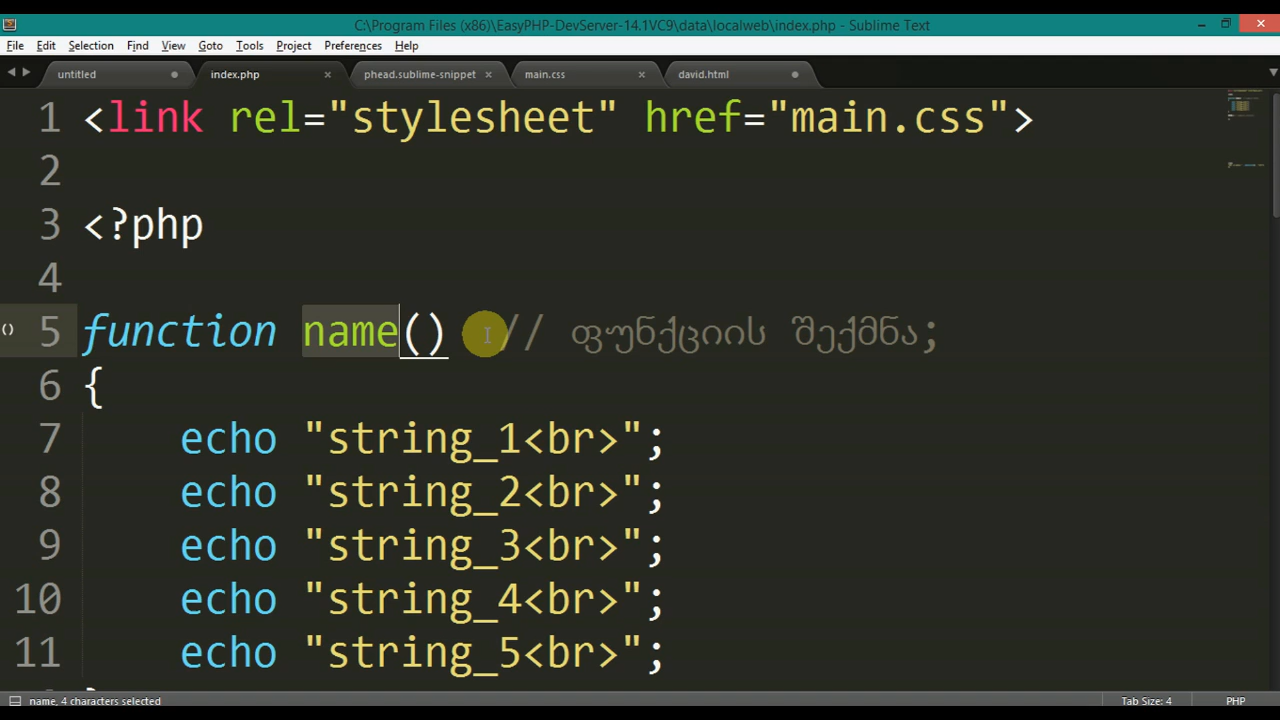 C:\Program Files (x86)\EasyPHP-DevServer-14.1VC9\data\localweb\index.php - Sublime Text
File Edit Selection Find View Goto Tools Project Preferences Help
untitled index.php phead.sublime-snippet main.css david.html
1 <link rel="stylesheet" href="main.css">
2
3 <?php
4
5 function name() // ფუნქციის შექმნა;
6 {
7 echo "string_1<br>";
8 echo "string_2<br>";
9 echo "string_3<br>";
10 echo "string_4<br>";
11 echo "string_5<br>";
name, 4 characters selected Tab Size: 4 PHP